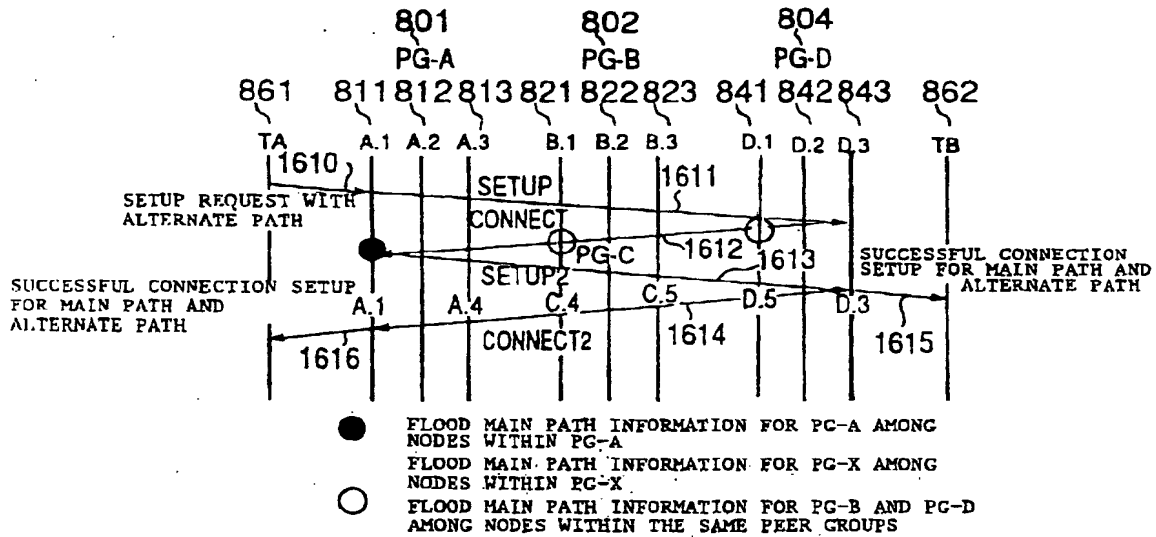 801 802 804
PG-A PG-B PG-D
861 811 812 813 821 822 823 841 842 843 862
TA A.1 A.2 A.3 B.1 B.2 B.3 D.1 D.2 D.3 TB
1610 SETUP 1611
SETUP REQUEST WITH
ALTERNATE PATH
CONNECT
1612
PG-C 1613
SETUP2
SUCCESSFUL CONNECTION
SETUP FOR MAIN PATH AND
ALTERNATE PATH
SUCCESSFUL CONNECTION SETUP
FOR MAIN PATH AND
ALTERNATE PATH
A.1 A.4 C.4 C.5 D.5 D.3
1616 CONNECT2 1614 1615
FLOOD MAIN PATH INFORMATION FOR PG-A AMONG
NODES WITHIN PG-A
FLOOD MAIN PATH INFORMATION FOR PG-X AMONG
NODES WITHIN PG-X
FLOOD MAIN PATH INFORMATION FOR PG-B AND PG-D
AMONG NODES WITHIN THE SAME PEER GROUPS